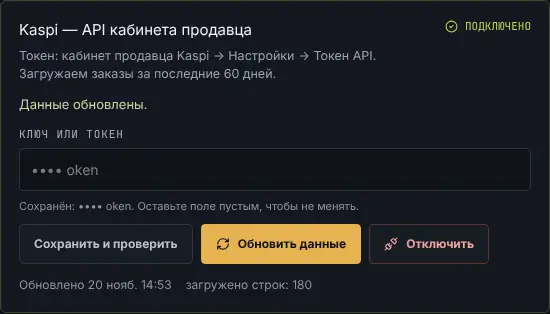 Kaspi — API кабинета продавца
ПОДКЛЮЧЕНО
Токен: кабинет продавца Kaspi → Настройки → Токен API.
Загружаем заказы за последние 60 дней.
Данные обновлены.
КЛЮЧ ИЛИ ТОКЕН
•••• oken
Сохранён: •••• oken. Оставьте поле пустым, чтобы не менять.
Сохранить и проверить
Обновить данные
Отключить
Обновлено 20 нояб. 14:53 загружено строк: 180